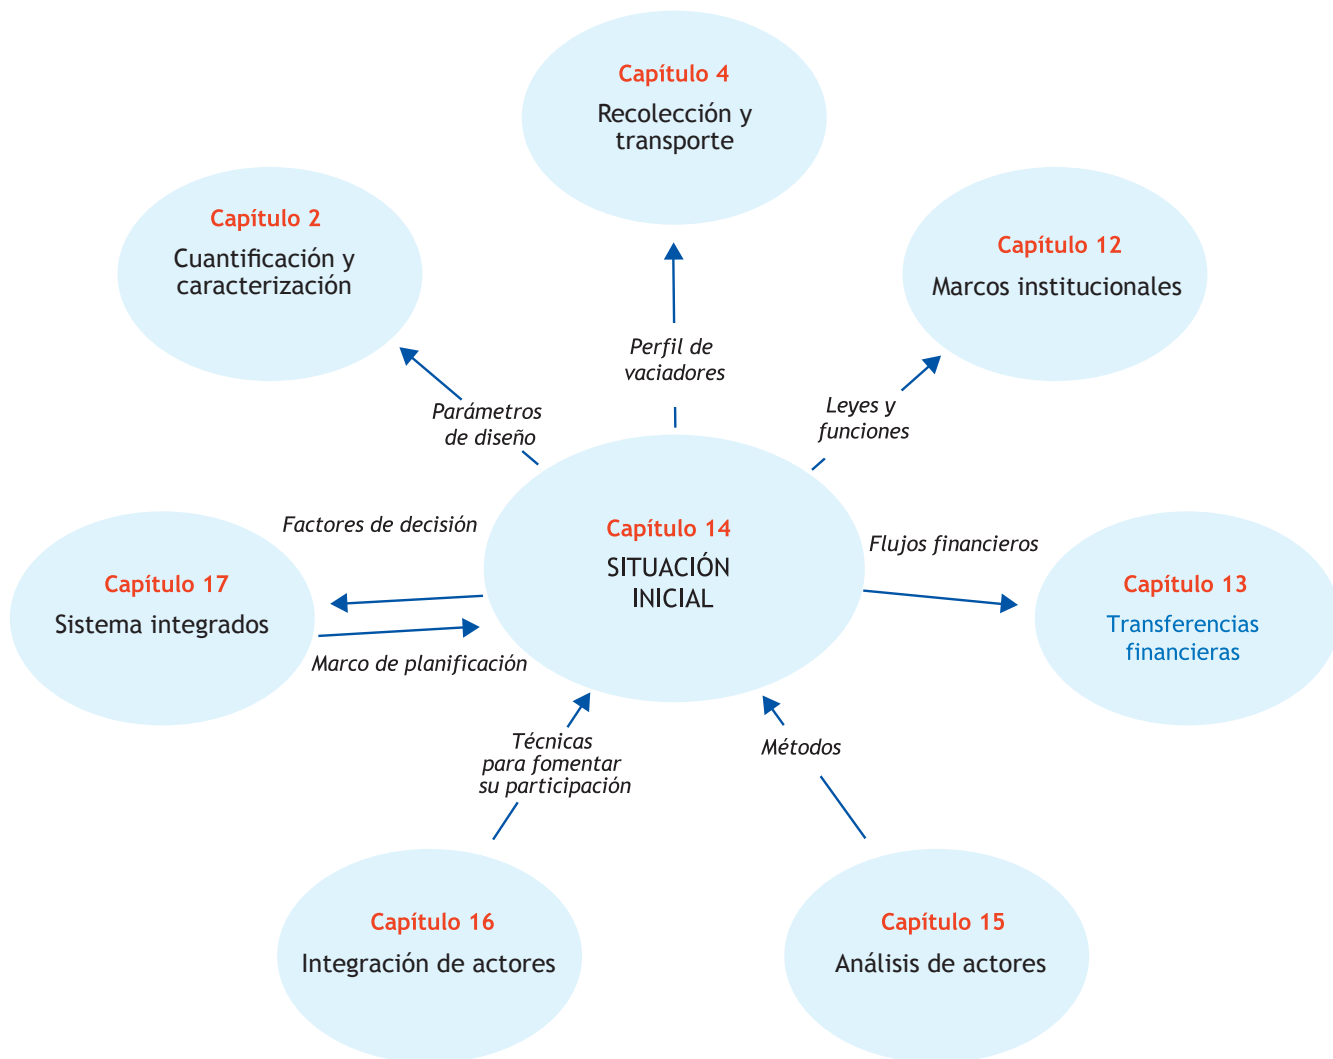 Capítulo 4
Recolección y
transporte
Capítulo 2
Cuantificación y
caracterización
Capítulo 12
Marcos institucionales
Perfil de
vaciadores
Parámetros
de diseño
Leyes y
funciones
Factores de decisión
Capítulo 14
SITUACIÓN
INICIAL
Flujos financieros
Capítulo 17
Sistema integrados
Capítulo 13
Transferencias
financieras
Marco de planificación
Técnicas
para fomentar
su participación
Métodos
Capítulo 16
Integración de actores
Capítulo 15
Análisis de actores